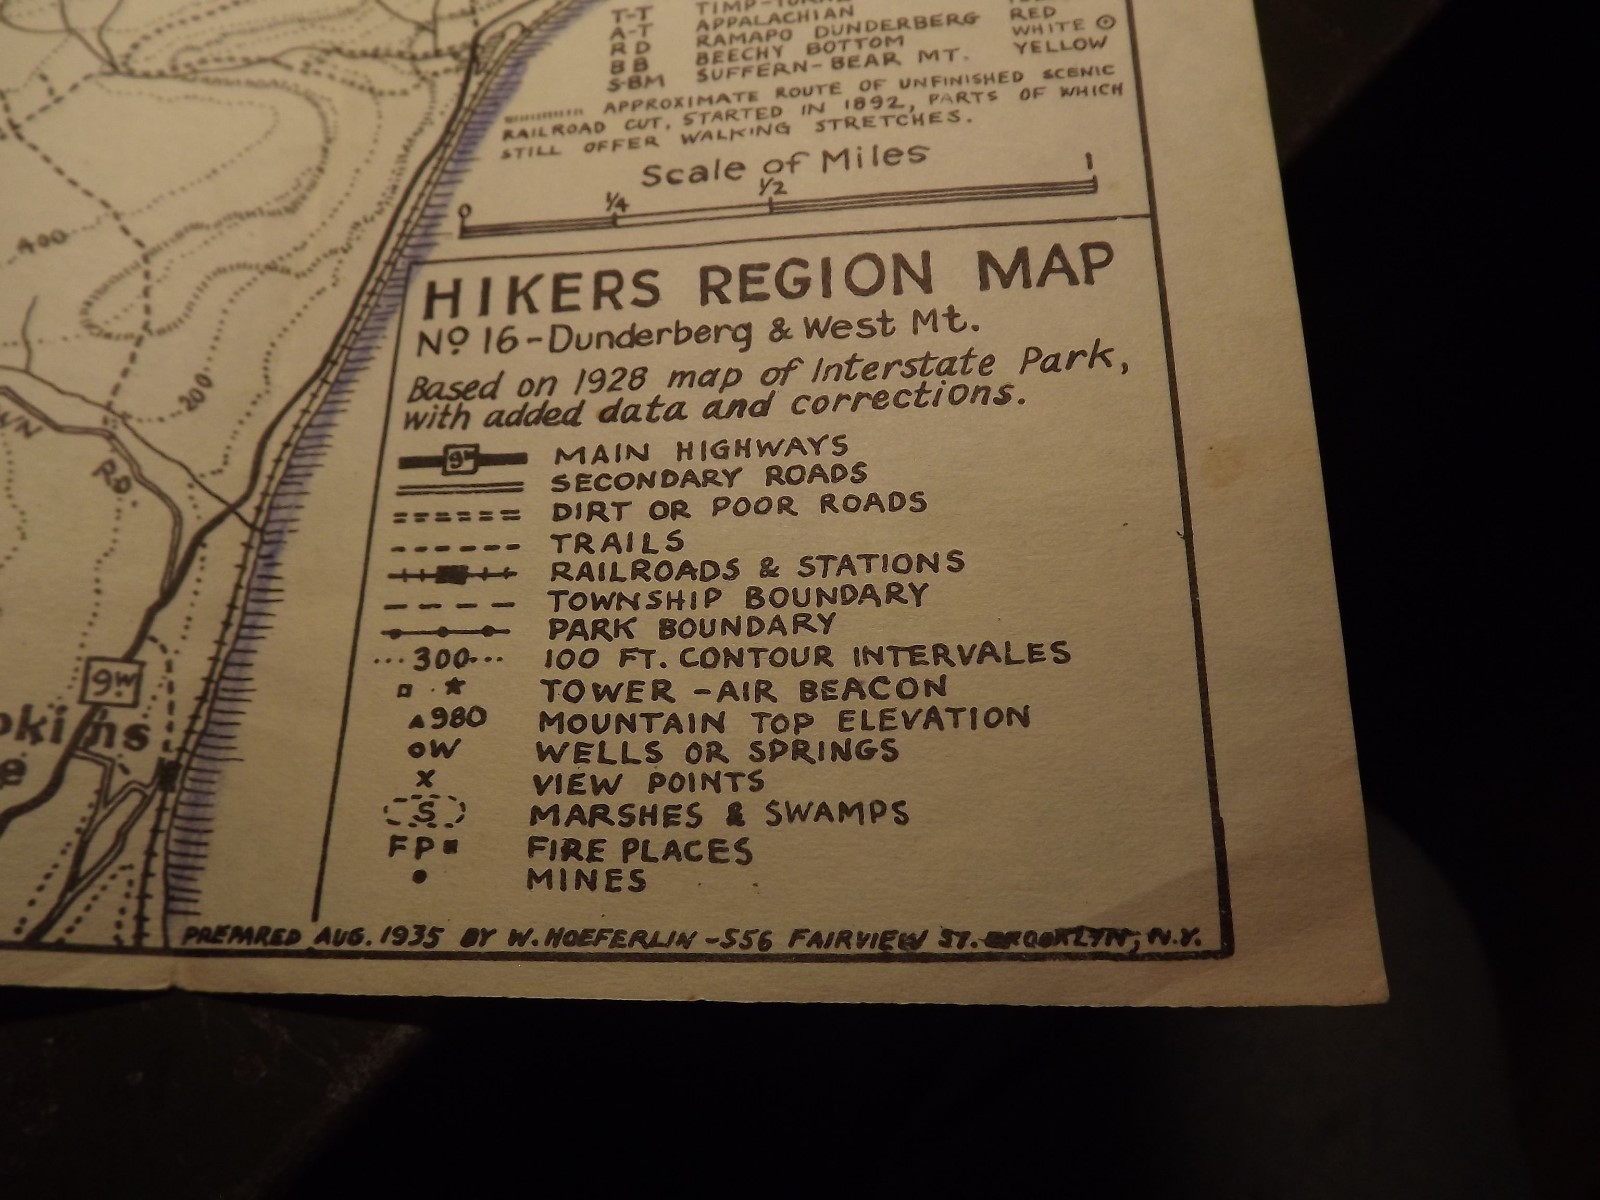 T-T TIMP-TORNE
A-T APPALACHIAN
RD RAMAPO DUNDERBERG RED
BB BEECHY BOTTOM WHITE
S-BM SUFFERN-BEAR MT. YELLOW
APPROXIMATE ROUTE OF UNFINISHED SCENIC
RAILROAD CUT, STARTED IN 1892, PARTS OF WHICH
STILL OFFER WALKING STRETCHES.
Scale of Miles
0 1/4 1/2 1
HIKERS REGION MAP
No 16-Dunderberg & West Mt.
Based on 1928 map of Interstate Park,
with added data and corrections.
9W MAIN HIGHWAYS
SECONDARY ROADS
DIRT OR POOR ROADS
TRAILS
RAILROADS & STATIONS
TOWNSHIP BOUNDARY
PARK BOUNDARY
...300... 100 FT. CONTOUR INTERVALES
TOWER -AIR BEACON
980 MOUNTAIN TOP ELEVATION
W WELLS OR SPRINGS
X VIEW POINTS
S MARSHES & SWAMPS
FP FIRE PLACES
MINES
PREPARED AUG. 1935 BY W. HOEFERLIN -556 FAIRVIEW ST. BROOKLYN, N.Y.
400
200
RD.
9W